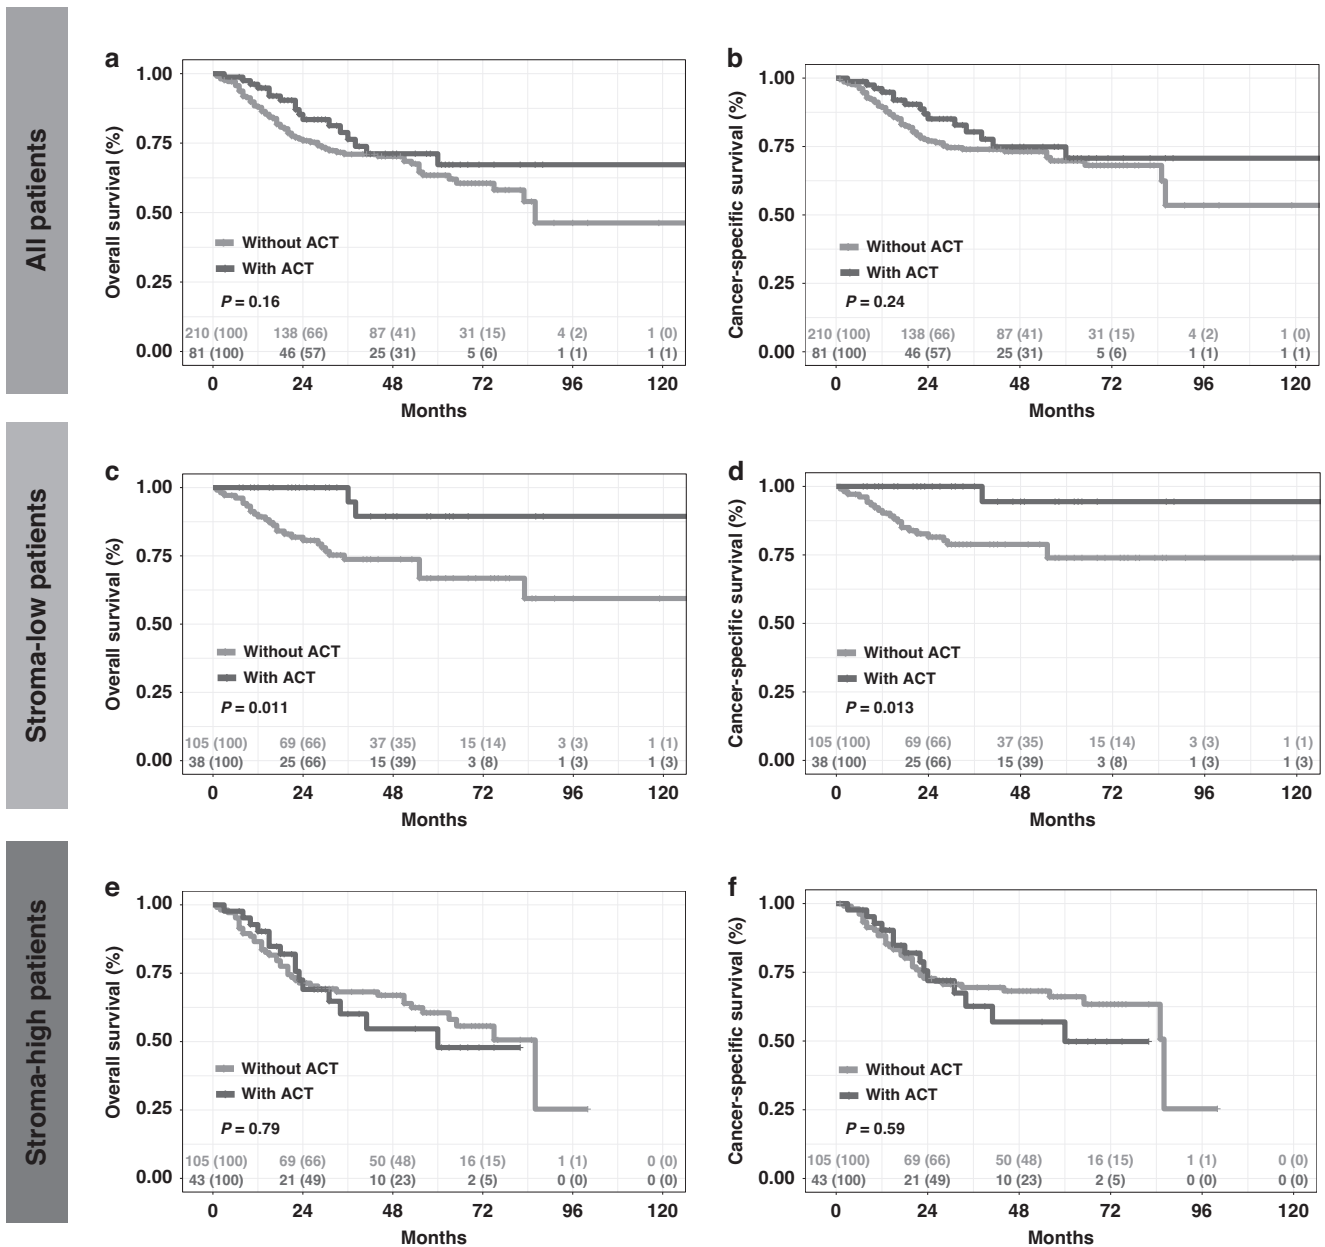 All patients
a
Overall survival (%)
1.00
0.75
0.50
0.25
0.00
Without ACT
With ACT
P = 0.16
210 (100) 138 (66) 87 (41) 31 (15) 4 (2) 1 (0)
81 (100) 46 (57) 25 (31) 5 (6) 1 (1) 1 (1)
0 24 48 72 96 120
Months
b
Cancer-specific survival (%)
1.00
0.75
0.50
0.25
0.00
Without ACT
With ACT
P = 0.24
210 (100) 138 (66) 87 (41) 31 (15) 4 (2) 1 (0)
81 (100) 46 (57) 25 (31) 5 (6) 1 (1) 1 (1)
0 24 48 72 96 120
Months
Stroma-low patients
c
Overall survival (%)
1.00
0.75
0.50
0.25
0.00
Without ACT
With ACT
P = 0.011
105 (100) 69 (66) 37 (35) 15 (14) 3 (3) 1 (1)
38 (100) 25 (66) 15 (39) 3 (8) 1 (3) 1 (3)
0 24 48 72 96 120
Months
d
Cancer-specific survival (%)
1.00
0.75
0.50
0.25
0.00
Without ACT
With ACT
P = 0.013
105 (100) 69 (66) 37 (35) 15 (14) 3 (3) 1 (1)
38 (100) 25 (66) 15 (39) 3 (8) 1 (3) 1 (3)
0 24 48 72 96 120
Months
Stroma-high patients
e
Overall survival (%)
1.00
0.75
0.50
0.25
0.00
Without ACT
With ACT
P = 0.79
105 (100) 69 (66) 50 (48) 16 (15) 1 (1) 0 (0)
43 (100) 21 (49) 10 (23) 2 (5) 0 (0) 0 (0)
0 24 48 72 96 120
Months
f
Cancer-specific survival (%)
1.00
0.75
0.50
0.25
0.00
Without ACT
With ACT
P = 0.59
105 (100) 69 (66) 50 (48) 16 (15) 1 (1) 0 (0)
43 (100) 21 (49) 10 (23) 2 (5) 0 (0) 0 (0)
0 24 48 72 96 120
Months